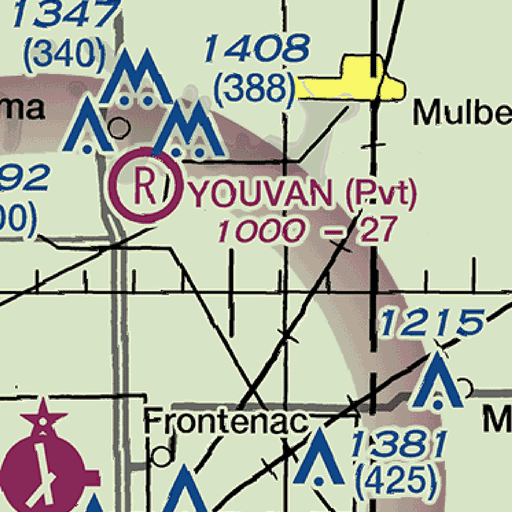 1347
(340)
1408
(388)
ma
Mulbe
92
00)
R YOUVAN (Pvt)
1000 - 27
1215
Frontenac
M
1381
(425)